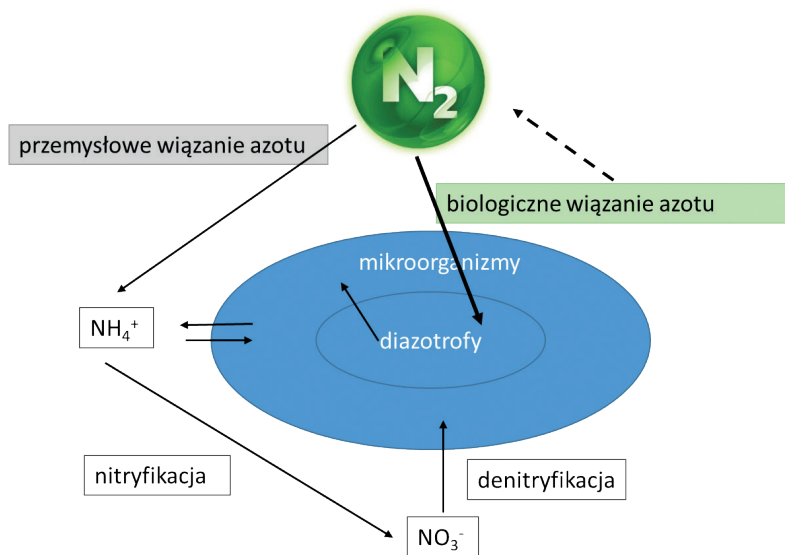 N₂
przemysłowe wiązanie azotu
biologiczne wiązanie azotu
mikroorganizmy
NH₄⁺
diazotrofy
nitryfikacja
denitryfikacja
NO₃⁻